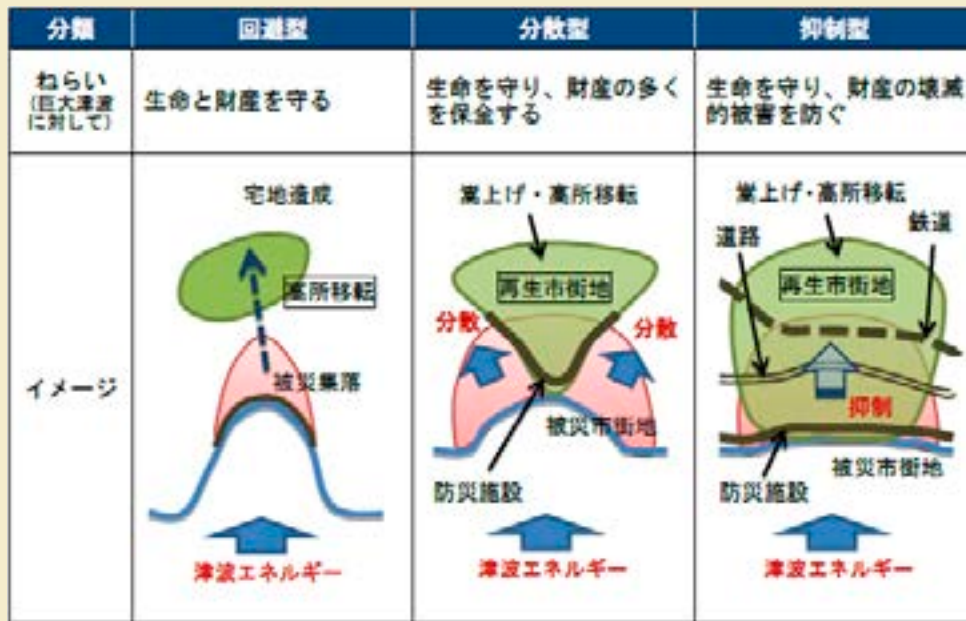 分類
回避型
分散型
抑制型
ねらい
(巨大津波
に対して)
生命と財産を守る
生命を守り、財産の多く
を保全する
生命を守り、財産の壊滅
的被害を防ぐ
イメージ
宅地造成
高所移転
被災集落
津波エネルギー
嵩上げ・高所移転
再生市街地
分散
分散
被災市街地
防災施設
津波エネルギー
嵩上げ・高所移転
道路
鉄道
再生市街地
抑制
被災市街地
防災施設
津波エネルギー